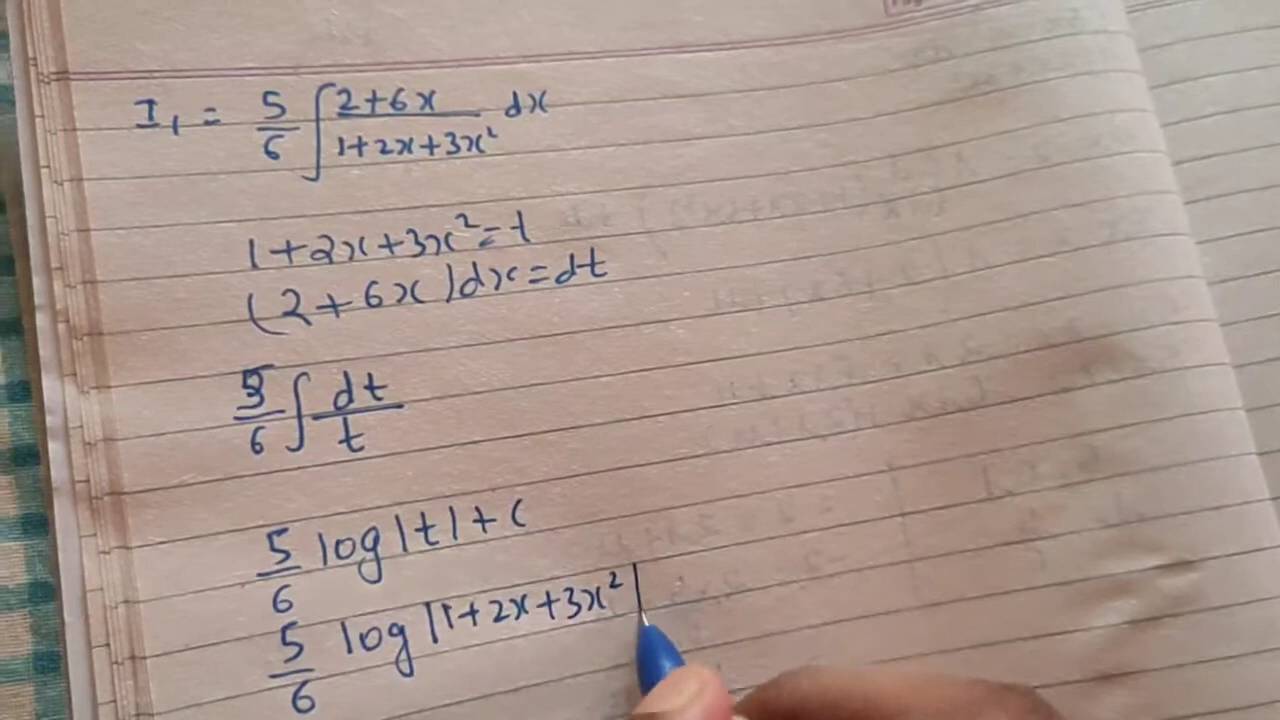 I₁ = 5/6 ∫ 2+6x/1+2x+3x² dx
1+2x+3x²=t
(2+6x)dx=dt
5/6 ∫ dt/t
5/6 log|t|+c
5/6 log|1+2x+3x²|